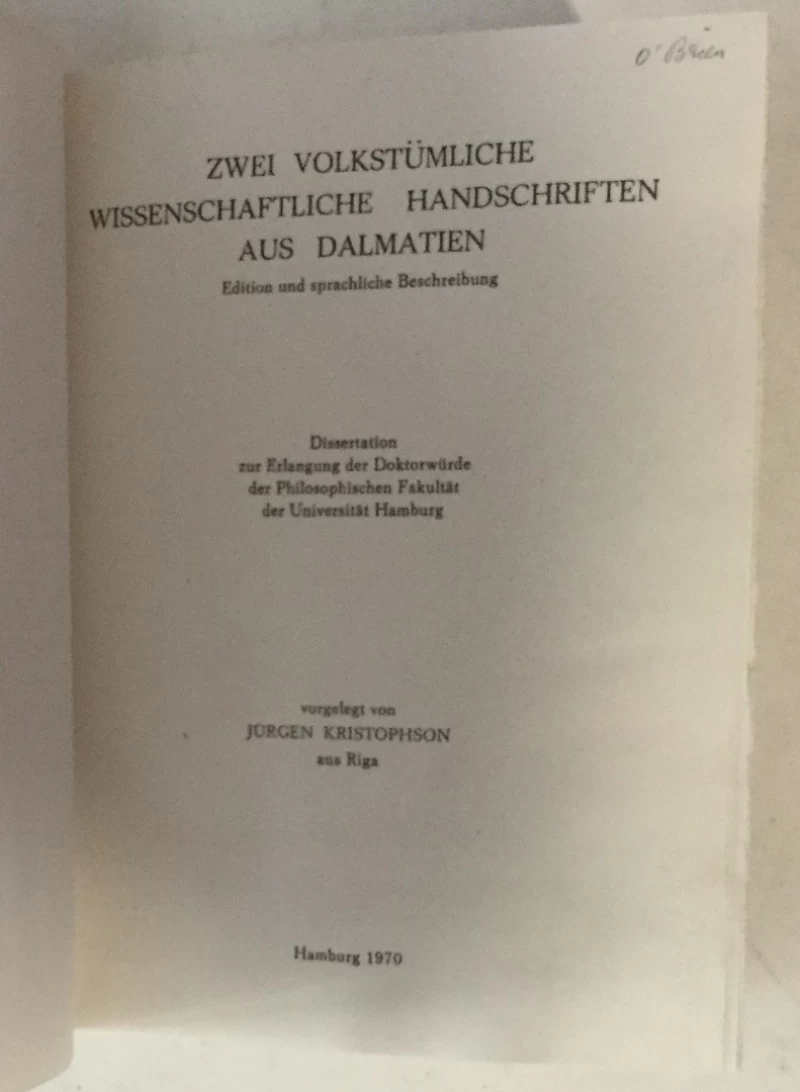 O'Brien
ZWEI VOLKSTÜMLICHE
WISSENSCHAFTLICHE HANDSCHRIFTEN
AUS DALMATIEN
Edition und sprachliche Beschreibung
Dissertation
zur Erlangung der Doktorwürde
der Philosophischen Fakultät
der Universität Hamburg
vorgelegt von
JÜRGEN KRISTOPHSON
aus Riga
Hamburg 1970